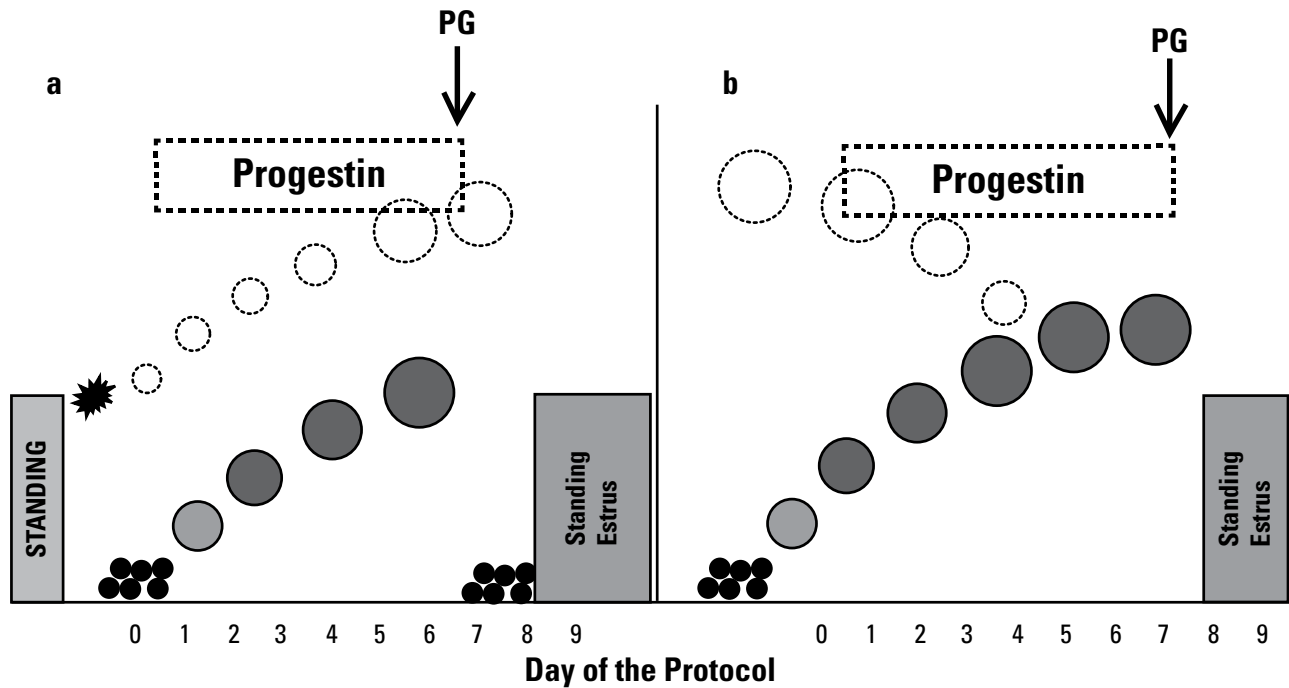 PG
a
Progestin
STANDING
Standing
Estrus
0 1 2 3 4 5 6 7 8 9
PG
b
Progestin
Standing
Estrus
0 1 2 3 4 5 6 7 8 9
Day of the Protocol